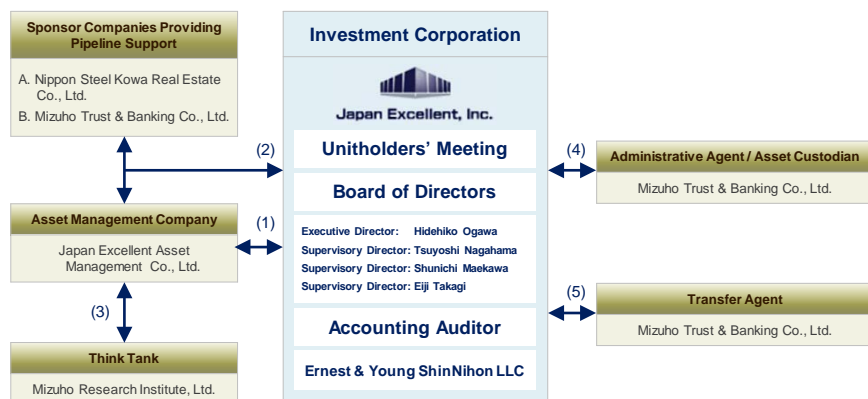 Sponsor Companies Providing
Pipeline Support
A. Nippon Steel Kowa Real Estate
Co., Ltd.
B. Mizuho Trust & Banking Co., Ltd.
(2)
Asset Management Company
Japan Excellent Asset
Management Co., Ltd.
(1)
(3)
Think Tank
Mizuho Research Institute, Ltd.
Investment Corporation
Japan Excellent, Inc.
Unitholders' Meeting
Board of Directors
Executive Director: Hidehiko Ogawa
Supervisory Director: Tsuyoshi Nagahama
Supervisory Director: Shunichi Maekawa
Supervisory Director: Eiji Takagi
Accounting Auditor
Ernest & Young ShinNihon LLC
(4)
Administrative Agent / Asset Custodian
Mizuho Trust & Banking Co., Ltd.
(5)
Transfer Agent
Mizuho Trust & Banking Co., Ltd.